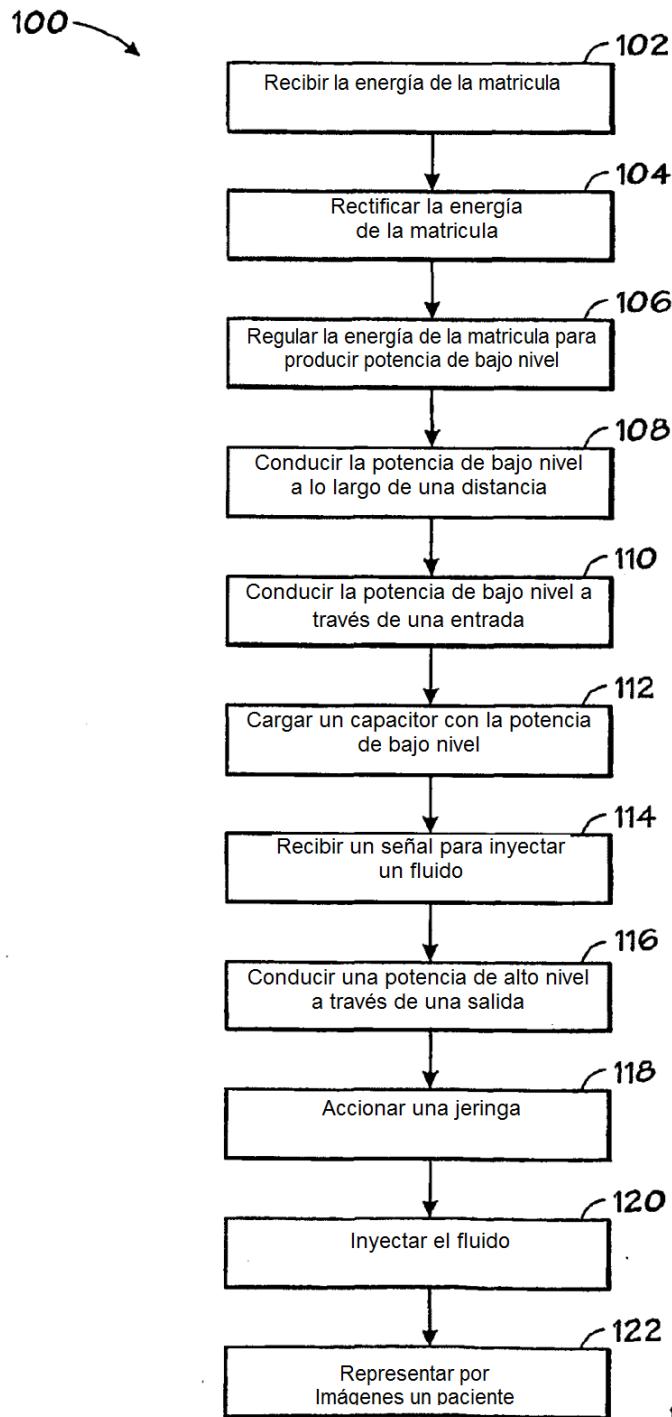 100
102
Recibir la energía de la matricula
104
Rectificar la energía
de la matricula
106
Regular la energía de la matricula para
producir potencia de bajo nivel
108
Conducir la potencia de bajo nivel
a lo largo de una distancia
110
Conducir la potencia de bajo nivel a
través de una entrada
112
Cargar un capacitor con la potencia
de bajo nivel
114
Recibir un señal para inyectar
un fluido
116
Conducir una potencia de alto nivel
a través de una salida
118
Accionar una jeringa
120
Inyectar el fluido
122
Representar por
Imágenes un paciente